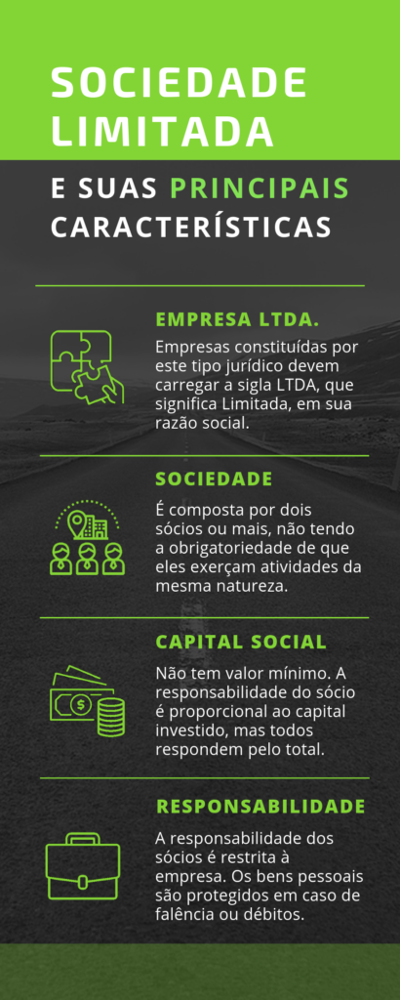 SOCIEDADE
LIMITADA
E SUAS PRINCIPAIS
CARACTERÍSTICAS
EMPRESA LTDA.
Empresas constituídas por
este tipo jurídico devem
carregar a sigla LTDA, que
significa Limitada, em sua
razão social.
SOCIEDADE
É composta por dois
sócios ou mais, não tendo
a obrigatoriedade de que
eles exerçam atividades da
mesma natureza.
CAPITAL SOCIAL
Não tem valor mínimo. A
responsabilidade do sócio
é proporcional ao capital
investido, mas todos
respondem pelo total.
RESPONSABILIDADE
A responsabilidade dos
sócios é restrita à
empresa. Os bens pessoais
são protegidos em caso de
falência ou débitos.